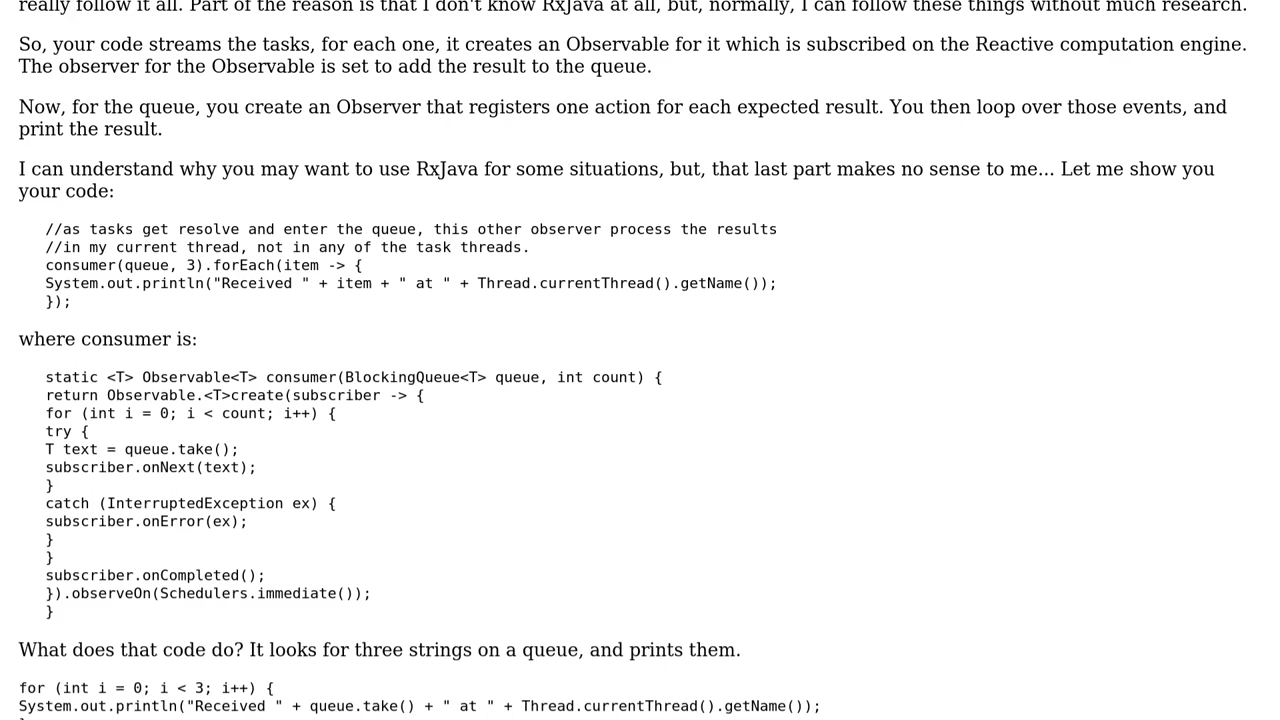 really follow it all. Part of the reason is that I don't know RxJava at all, but, normally, I can follow these things without much research.
So, your code streams the tasks, for each one, it creates an Observable for it which is subscribed on the Reactive computation engine.
The observer for the Observable is set to add the result to the queue.
Now, for the queue, you create an Observer that registers one action for each expected result. You then loop over those events, and
print the result.
I can understand why you may want to use RxJava for some situations, but, that last part makes no sense to me... Let me show you
your code:
//as tasks get resolve and enter the queue, this other observer process the results
//in my current thread, not in any of the task threads.
consumer(queue, 3).forEach(item -> {
System.out.println("Received " + item + " at " + Thread.currentThread().getName());
});
where consumer is:
static <T> Observable<T> consumer(BlockingQueue<T> queue, int count) {
return Observable.<T>create(subscriber -> {
for (int i = 0; i < count; i++) {
try {
T text = queue.take();
subscriber.onNext(text);
}
catch (InterruptedException ex) {
subscriber.onError(ex);
}
}
subscriber.onCompleted();
}).observeOn(Schedulers.immediate());
}
What does that code do? It looks for three strings on a queue, and prints them.
for (int i = 0; i < 3; i++) {
System.out.println("Received " + queue.take() + " at " + Thread.currentThread().getName());